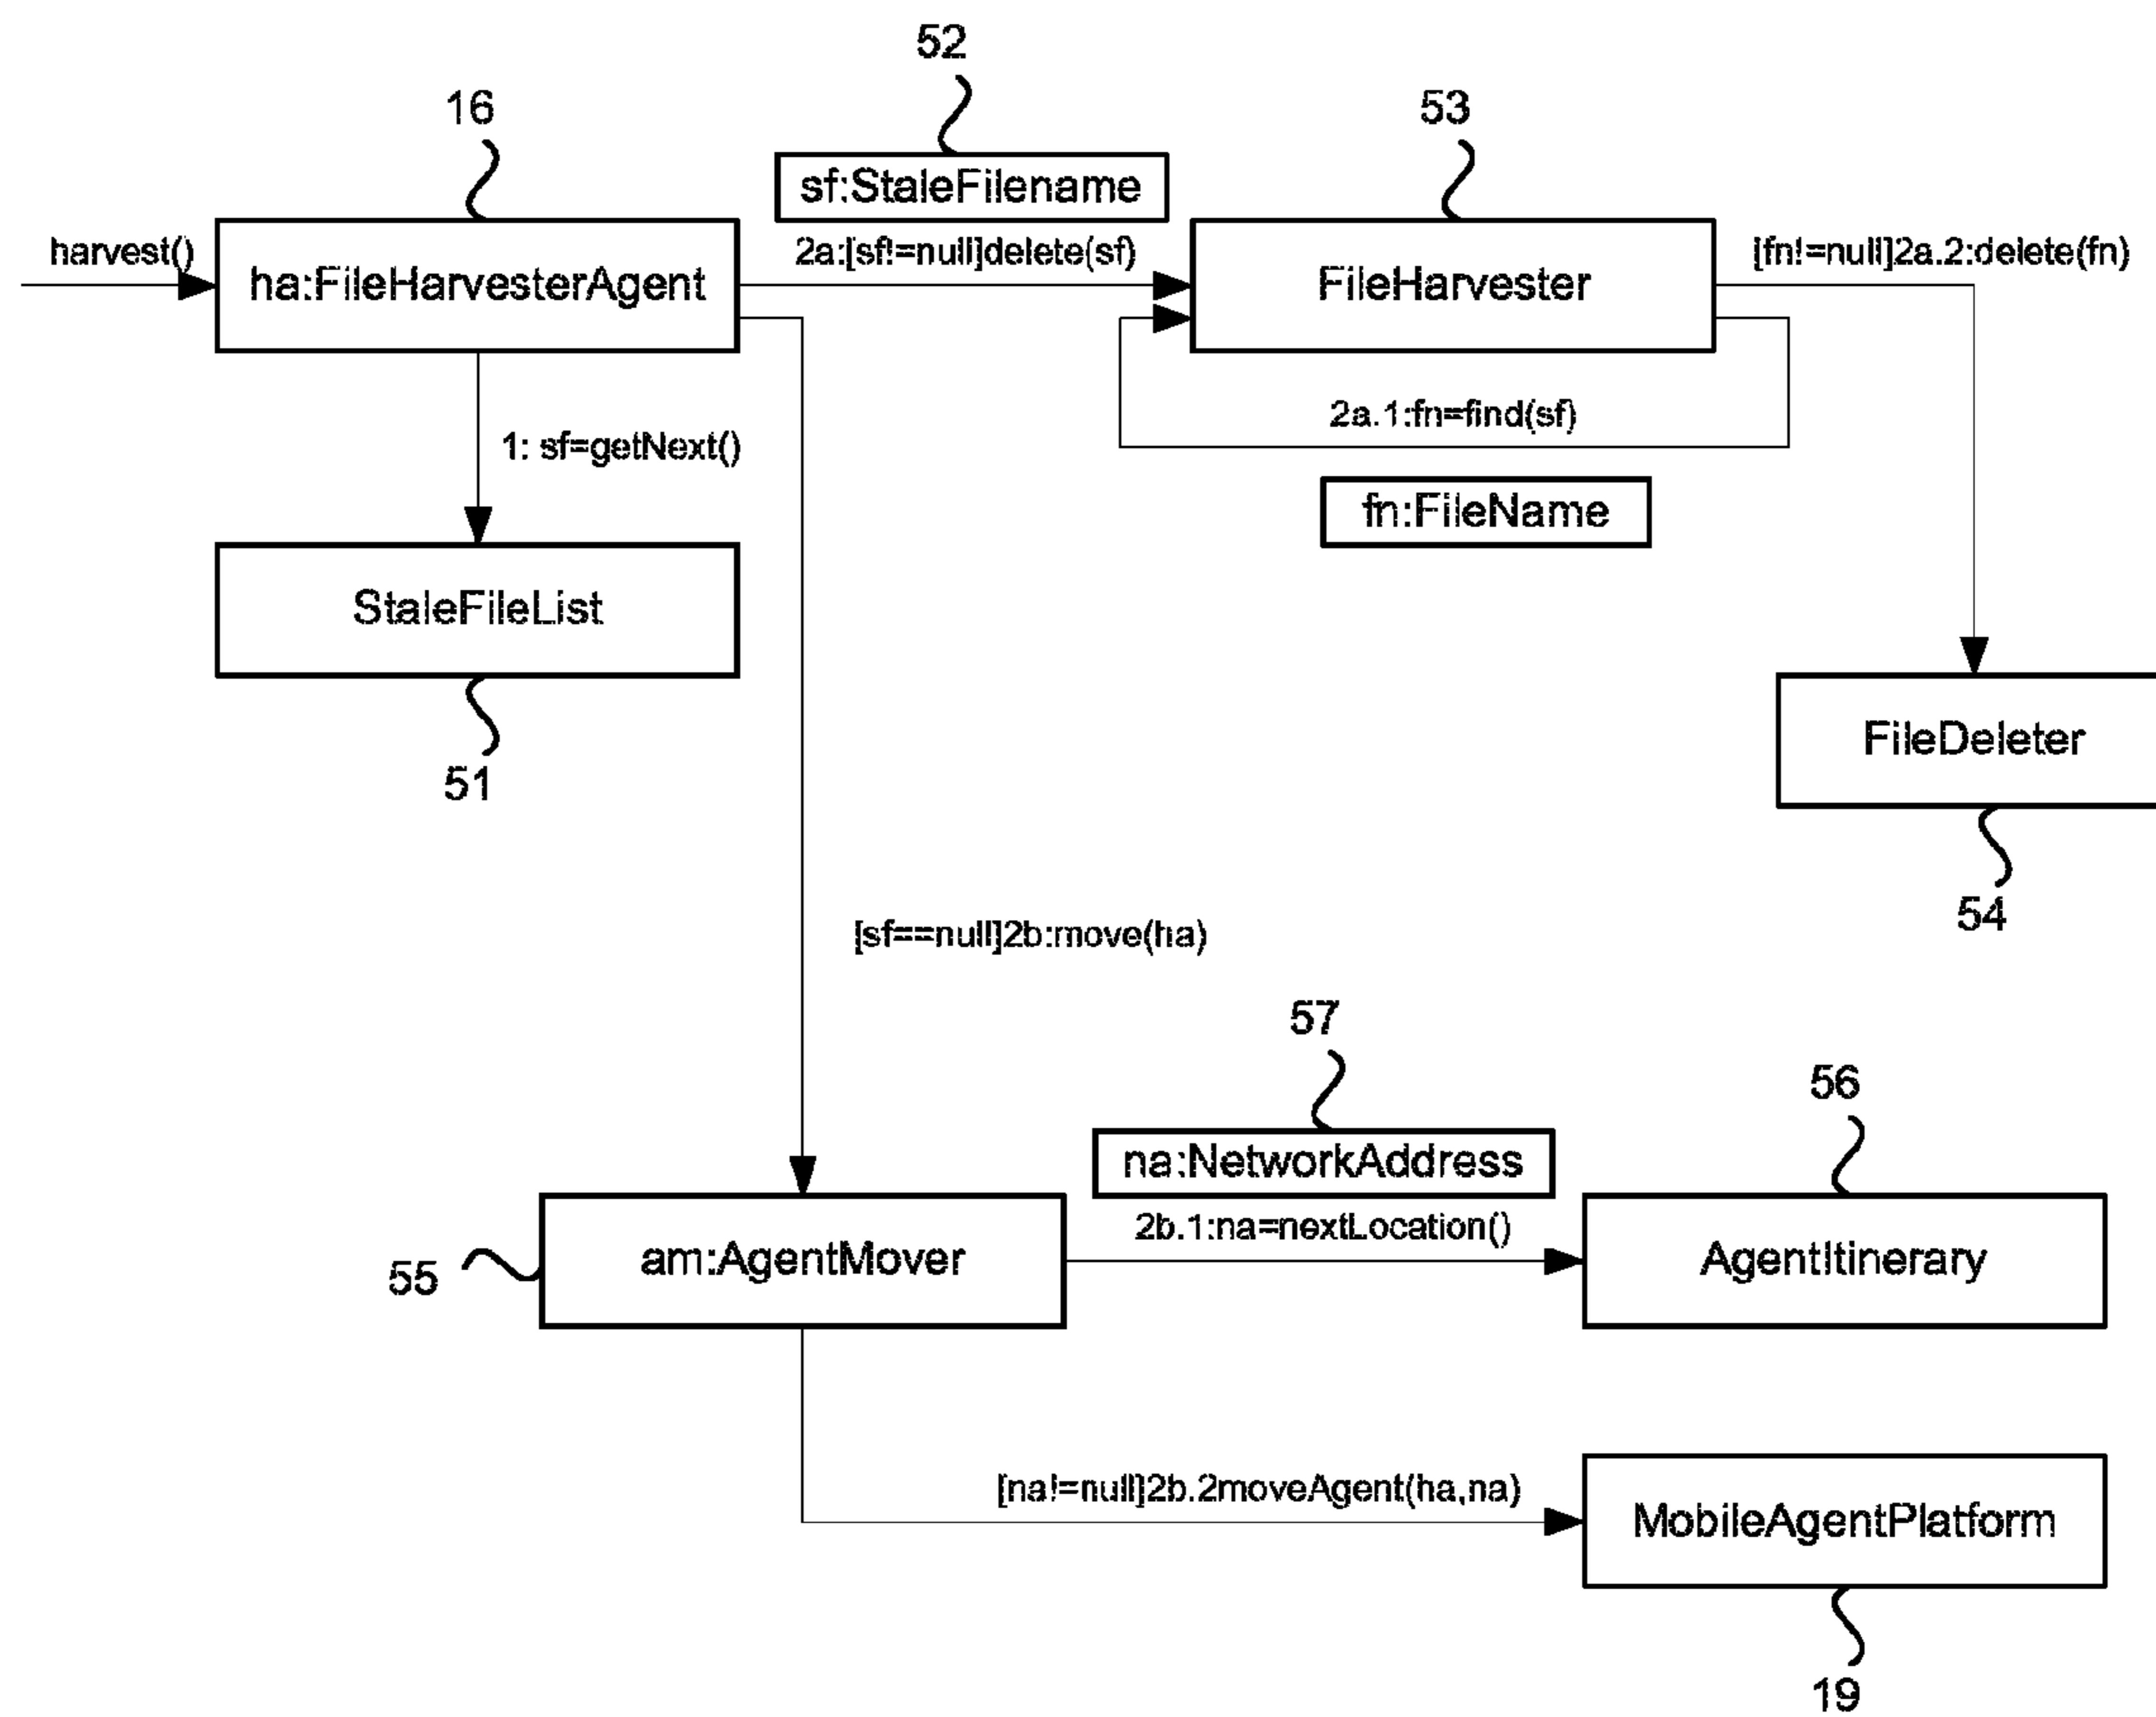 52
16
53
sf:StaleFilename
harvest()
ha:FileHarvesterAgent
2a:[sf!=null]delete(sf)
FileHarvester
[fn!=null]2a.2:delete(fn)
2a.1:fn=find(sf)
1: sf=getNext()
fn:FileName
StaleFileList
51
FileDeleter
54
[sf==null]2b:move(ha)
57
56
na:NetworkAddress
2b.1:na=nextLocation()
55
am:AgentMover
AgentItinerary
[na!=null]2b.2moveAgent(ha,na)
MobileAgentPlatform
19